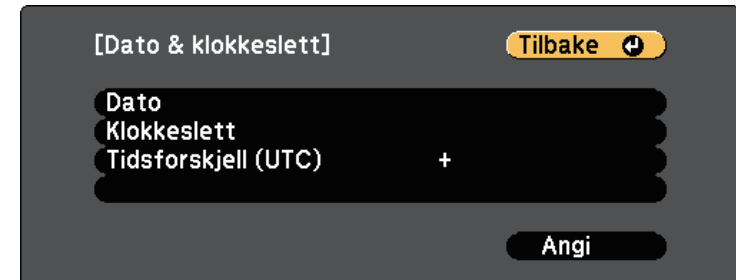 [Dato & klokkeslett] Tilbake
Dato
Klokkeslett
Tidsforskjell (UTC) +
Angi